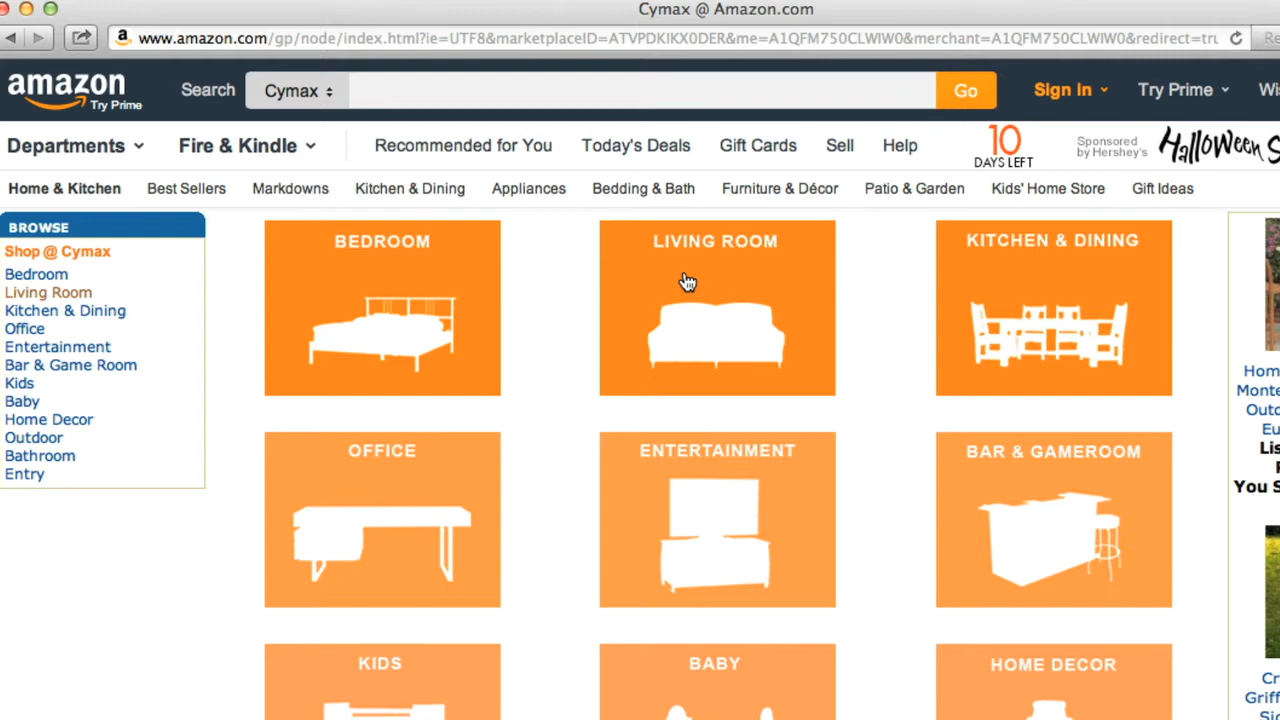 Cymax @ Amazon.com
www.amazon.com/gp/node/index.html?ie=UTF8&marketplaceID=ATVPDKIKX0DER&me=A1QFM750CLWIW0&merchant=A1QFM750CLWIW0&redirect=tru
Re
amazon
Try Prime
Search
Cymax
Go
Sign in
Try Prime
Wi
Departments
Fire & Kindle
Recommended for You
Today's Deals
Gift Cards
Sell
Help
10
DAYS LEFT
Sponsored
by Hershey's
Halloween S
Home & Kitchen
Best Sellers
Markdowns
Kitchen & Dining
Appliances
Bedding & Bath
Furniture & Décor
Patio & Garden
Kids' Home Store
Gift Ideas
BROWSE
Shop @ Cymax
Bedroom
Living Room
Kitchen & Dining
Office
Entertainment
Bar & Game Room
Kids
Baby
Home Decor
Outdoor
Bathroom
Entry
BEDROOM
LIVING ROOM
KITCHEN & DINING
OFFICE
ENTERTAINMENT
BAR & GAMEROOM
KIDS
BABY
HOME DECOR
Hom
Monte
Outd
Eu
Lis
You S
Cr
Griff